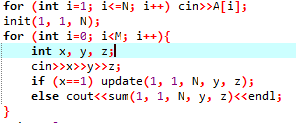 for (int i=1; i<=N; i++) cin>>A[i];
init(1, 1, N);
for (int i=0; i<M; i++){
    int x, y, z;
    cin>>x>>y>>z;
    if (x==1) update(1, 1, N, y, z);
    else cout<<sum(1, 1, N, y, z)<<endl;
}